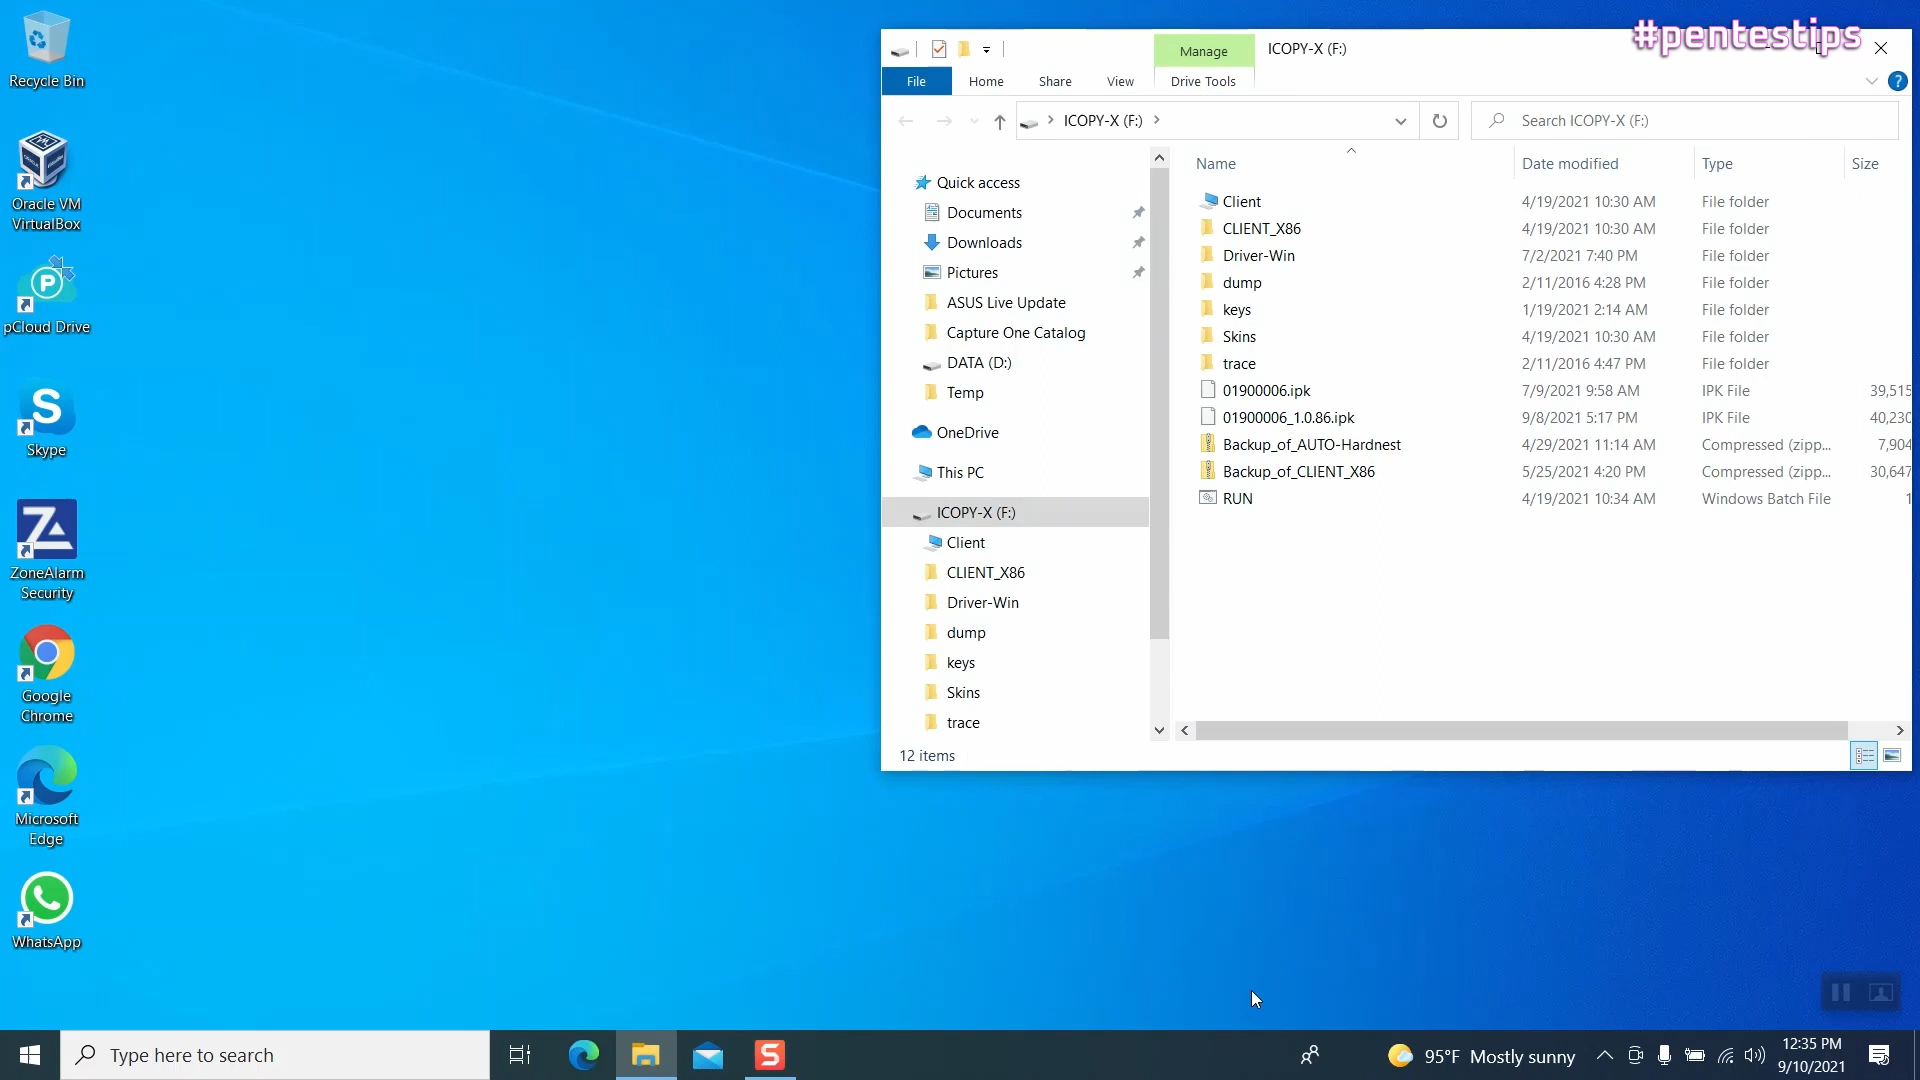 #pentestips
Recycle Bin
Oracle VM
VirtualBox
pCloud Drive
Skype
ZoneAlarm
Security
Google
Chrome
Microsoft
Edge
WhatsApp
Manage
ICOPY-X (F:)
File
Home
Share
View
Drive Tools
ICOPY-X (F:)
Search ICOPY-X (F:)
Quick access
Documents
Downloads
Pictures
ASUS Live Update
Capture One Catalog
DATA (D:)
Temp
OneDrive
This PC
ICOPY-X (F:)
Client
CLIENT_X86
Driver-Win
dump
keys
Skins
trace
Name Date modified Type Size
Client 4/19/2021 10:30 AM File folder
CLIENT_X86 4/19/2021 10:30 AM File folder
Driver-Win 7/2/2021 7:40 PM File folder
dump 2/11/2016 4:28 PM File folder
keys 1/19/2021 2:14 AM File folder
Skins 4/19/2021 10:30 AM File folder
trace 2/11/2016 4:47 PM File folder
01900006.ipk 7/9/2021 9:58 AM IPK File 39,515
01900006_1.0.86.ipk 9/8/2021 5:17 PM IPK File 40,230
Backup_of_AUTO-Hardnest 4/29/2021 11:14 AM Compressed (zipp... 7,904
Backup_of_CLIENT_X86 5/25/2021 4:20 PM Compressed (zipp... 30,647
RUN 4/19/2021 10:34 AM Windows Batch File 1
12 items
Type here to search
95°F Mostly sunny
12:35 PM
9/10/2021